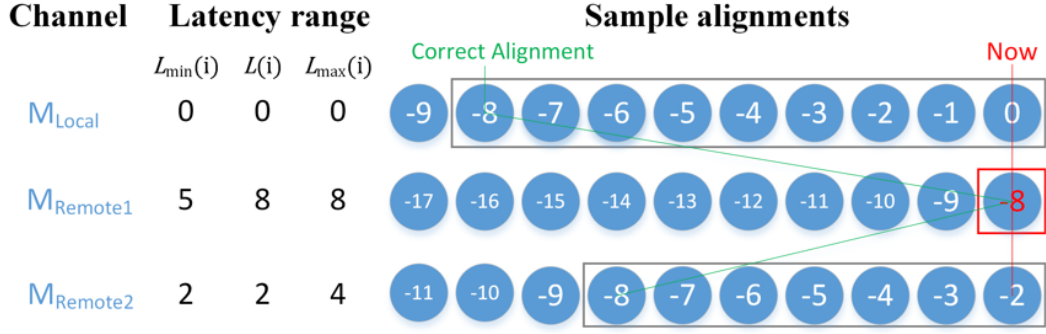 Channel Latency range Sample alignments
Lmin(i) L(i) Lmax(i) Correct Alignment Now
MLocal 0 0 0 -9 -8 -7 -6 -5 -4 -3 -2 -1 0
MRemote1 5 8 8 -17 -16 -15 -14 -13 -12 -11 -10 -9 -8
MRemote2 2 2 4 -11 -10 -9 -8 -7 -6 -5 -4 -3 -2